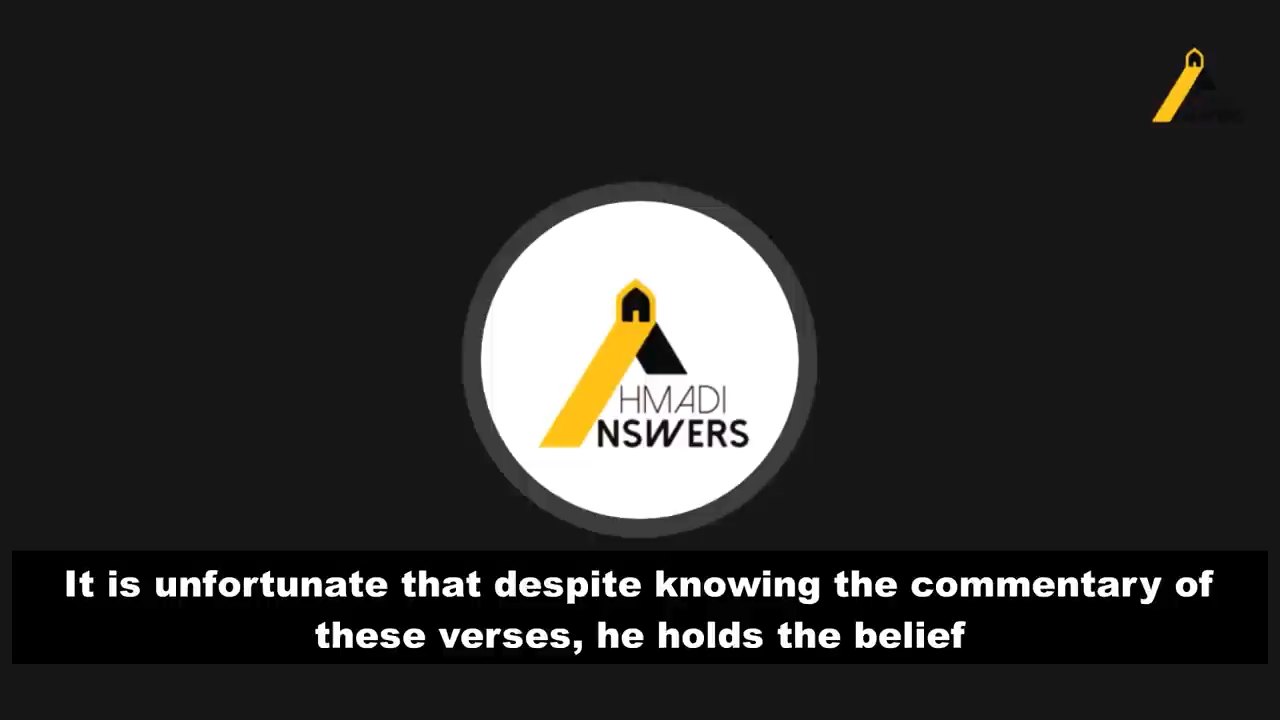 HMADI
NSWERS
It is unfortunate that despite knowing the commentary of
these verses, he holds the belief